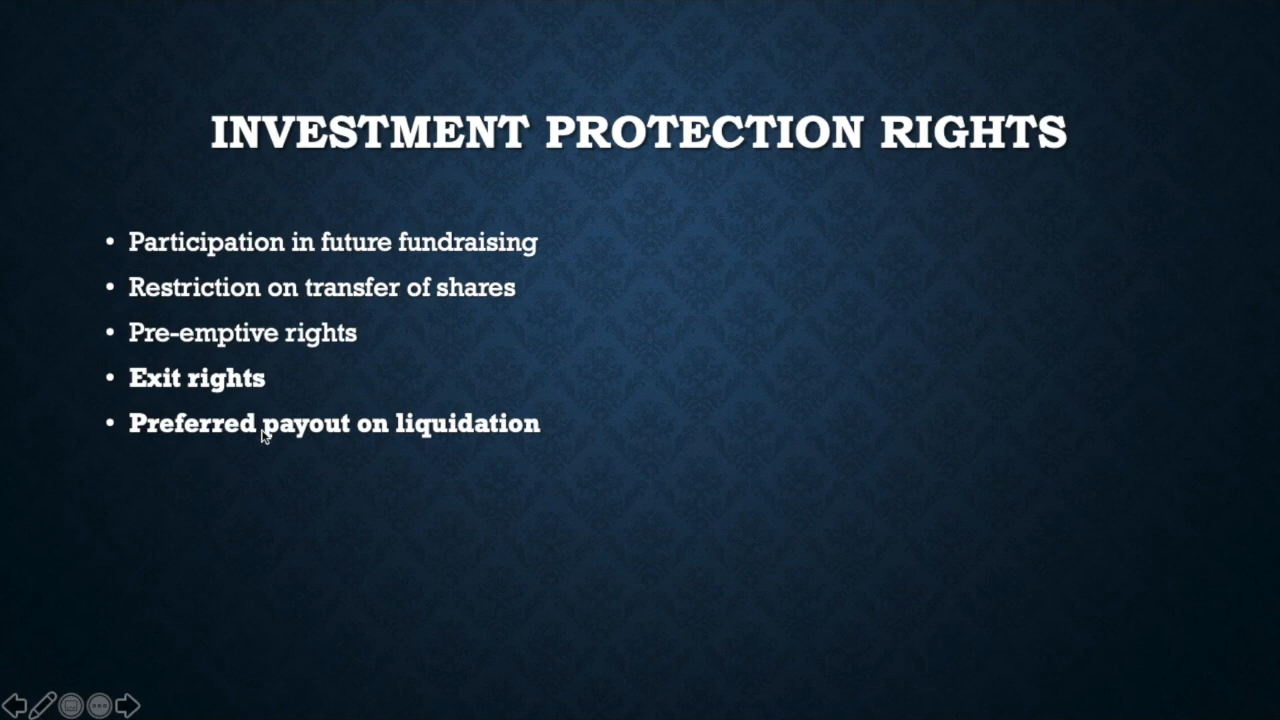 INVESTMENT PROTECTION RIGHTS
• Participation in future fundraising
• Restriction on transfer of shares
• Pre-emptive rights
• Exit rights
• Preferred payout on liquidation